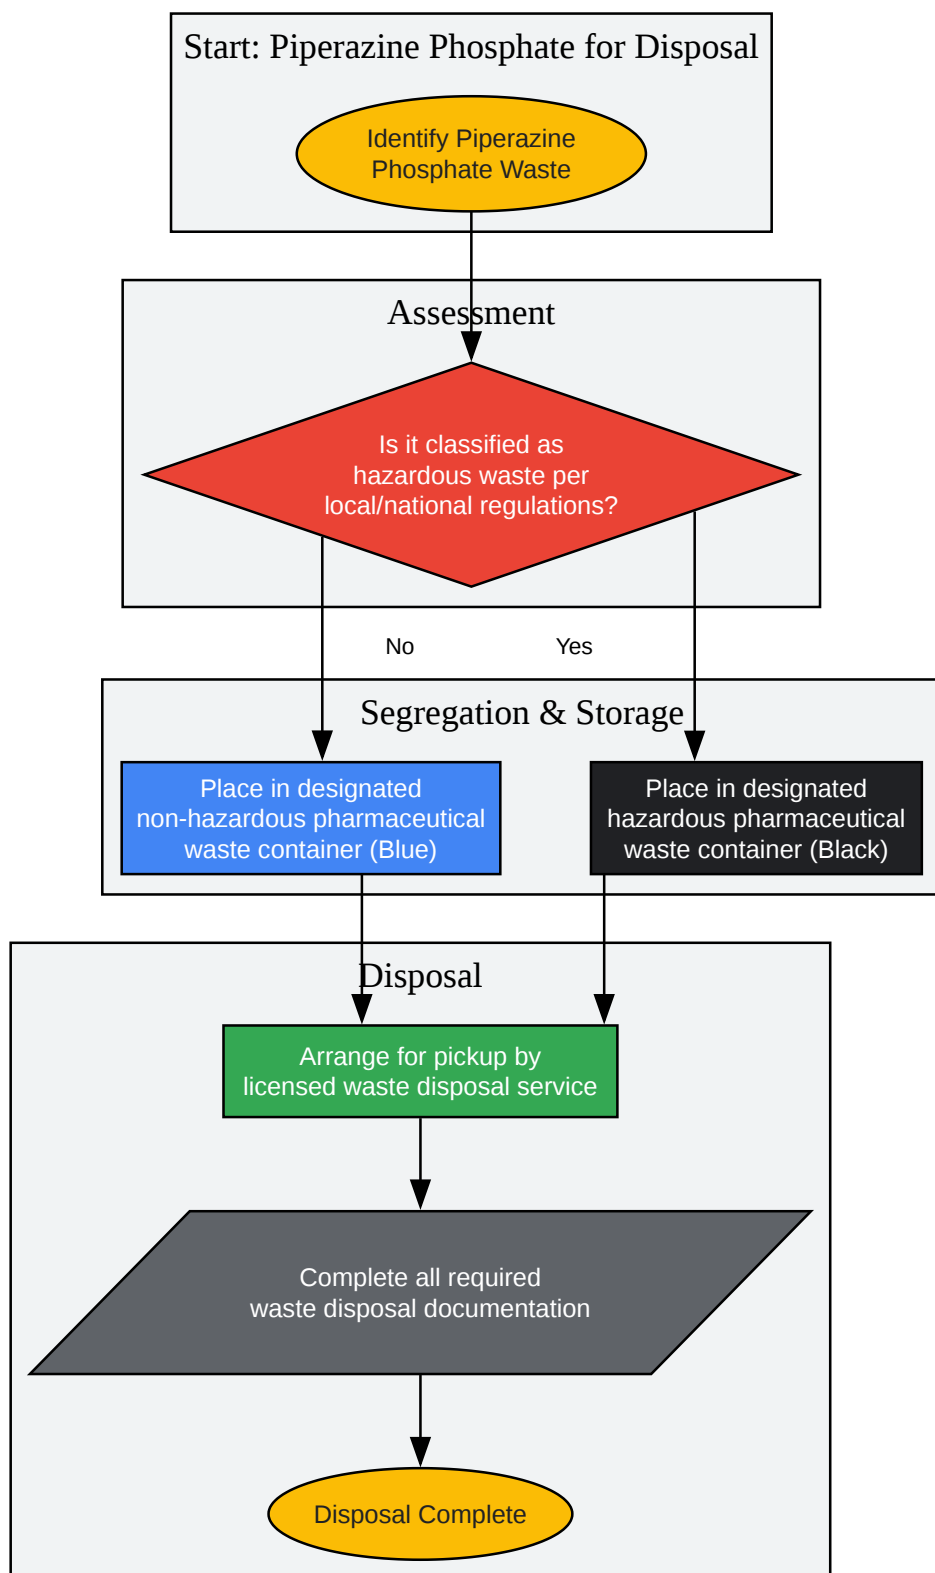 Start: Piperazine Phosphate for Disposal
Identify Piperazine
Phosphate Waste
Assessment
Is it classified as
hazardous waste per
local/national regulations?
No
Yes
Segregation & Storage
Place in designated
non-hazardous pharmaceutical
waste container (Blue)
Place in designated
hazardous pharmaceutical
waste container (Black)
Disposal
Arrange for pickup by
licensed waste disposal service
Complete all required
waste disposal documentation
Disposal Complete